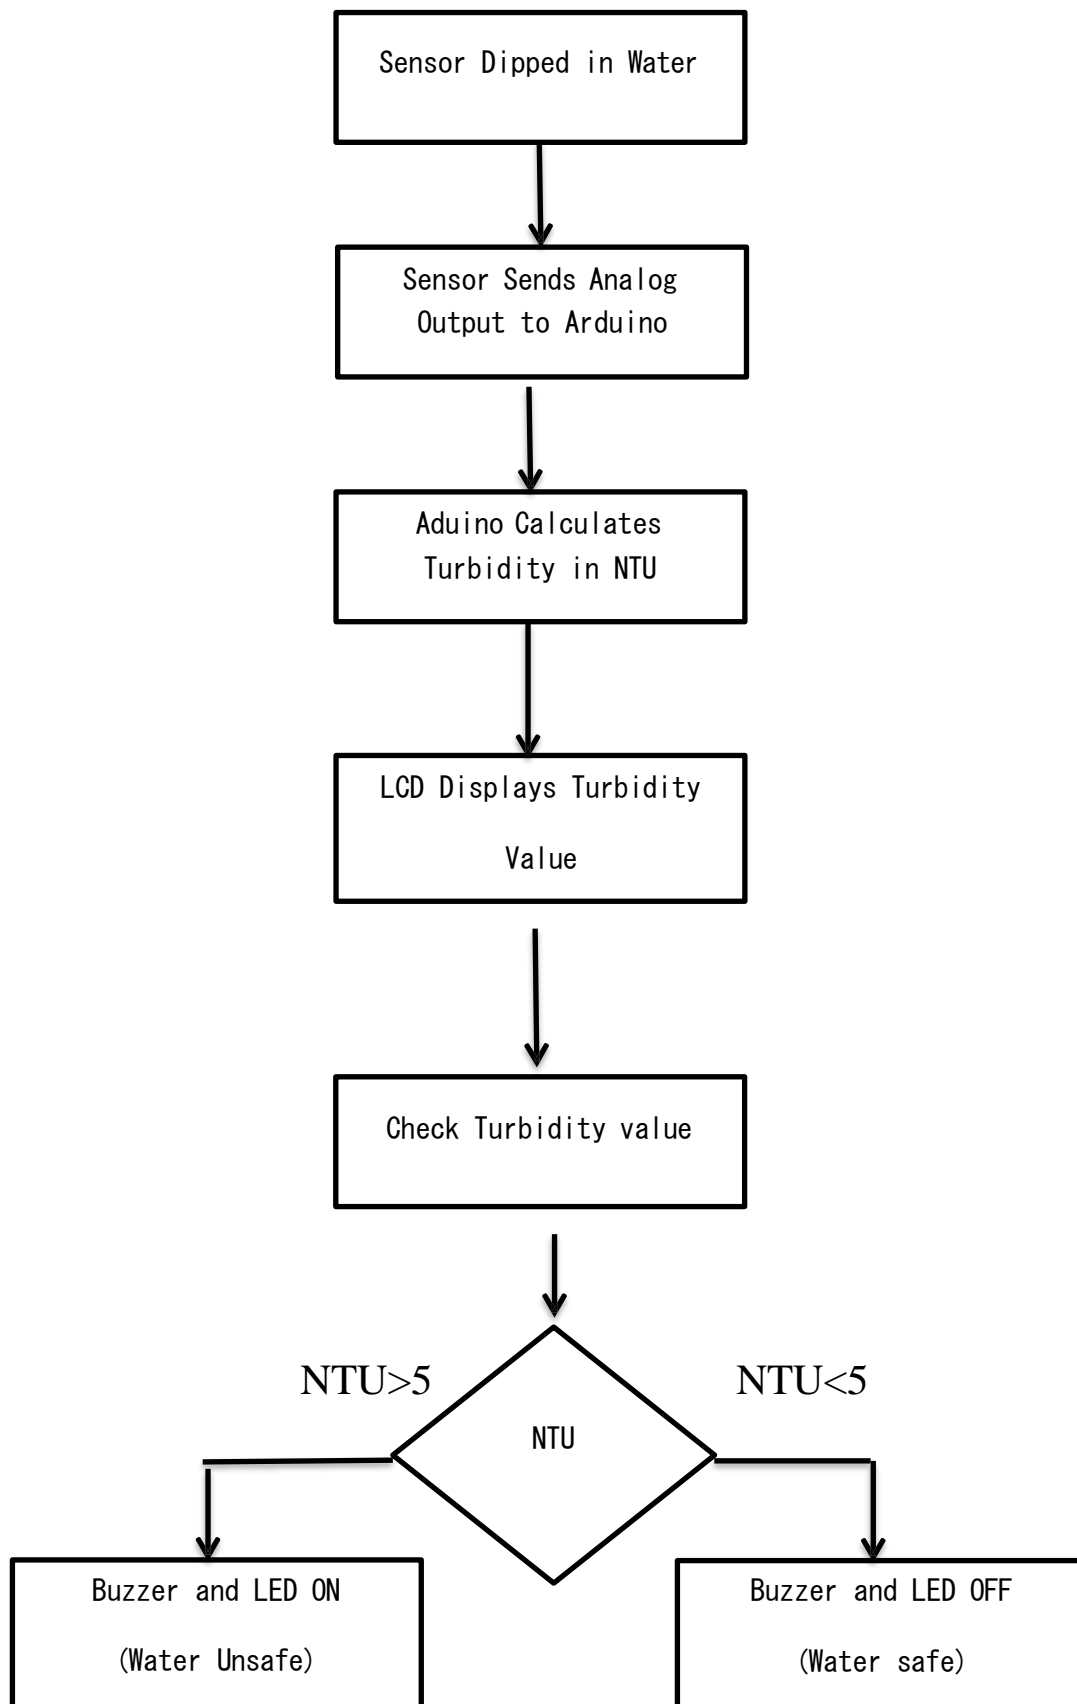 Sensor Dipped in Water
Sensor Sends Analog
Output to Arduino
Aduino Calculates
Turbidity in NTU
LCD Displays Turbidity
Value
Check Turbidity value
NTU>5
NTU<5
NTU
Buzzer and LED ON
(Water Unsafe)
Buzzer and LED OFF
(Water safe)